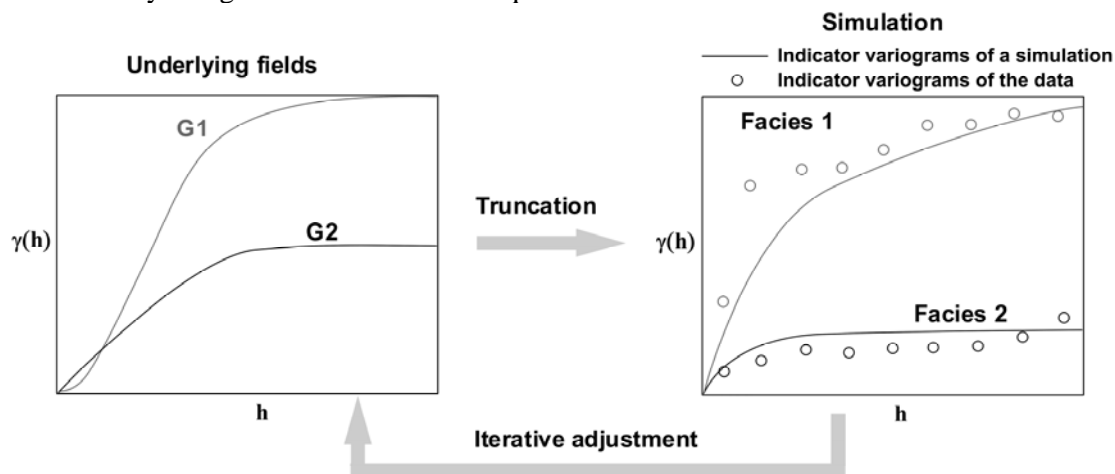 Simulation
Underlying fields
Indicator variograms of a simulation
Indicator variograms of the data
G1
G2
γ(h)
h
Truncation
Facies 1
Facies 2
γ(h)
h
Iterative adjustment